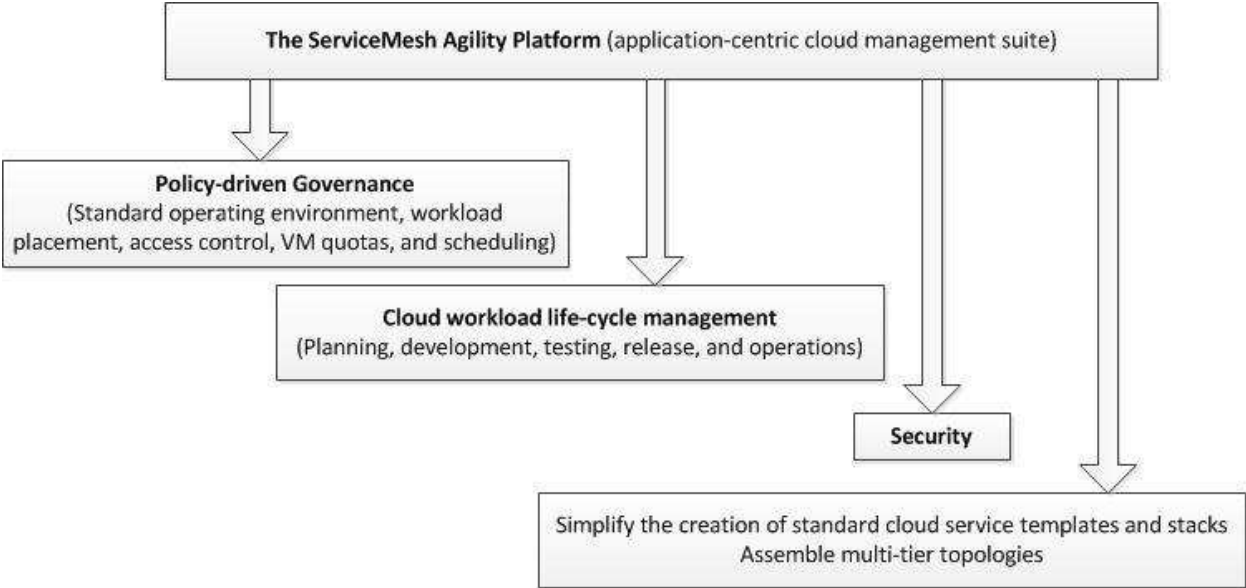 The ServiceMesh Agility Platform (application-centric cloud management suite)
Policy-driven Governance
(Standard operating environment, workload
placement, access control, VM quotas, and scheduling)
Cloud workload life-cycle management
(Planning, development, testing, release, and operations)
Security
Simplify the creation of standard cloud service templates and stacks
Assemble multi-tier topologies